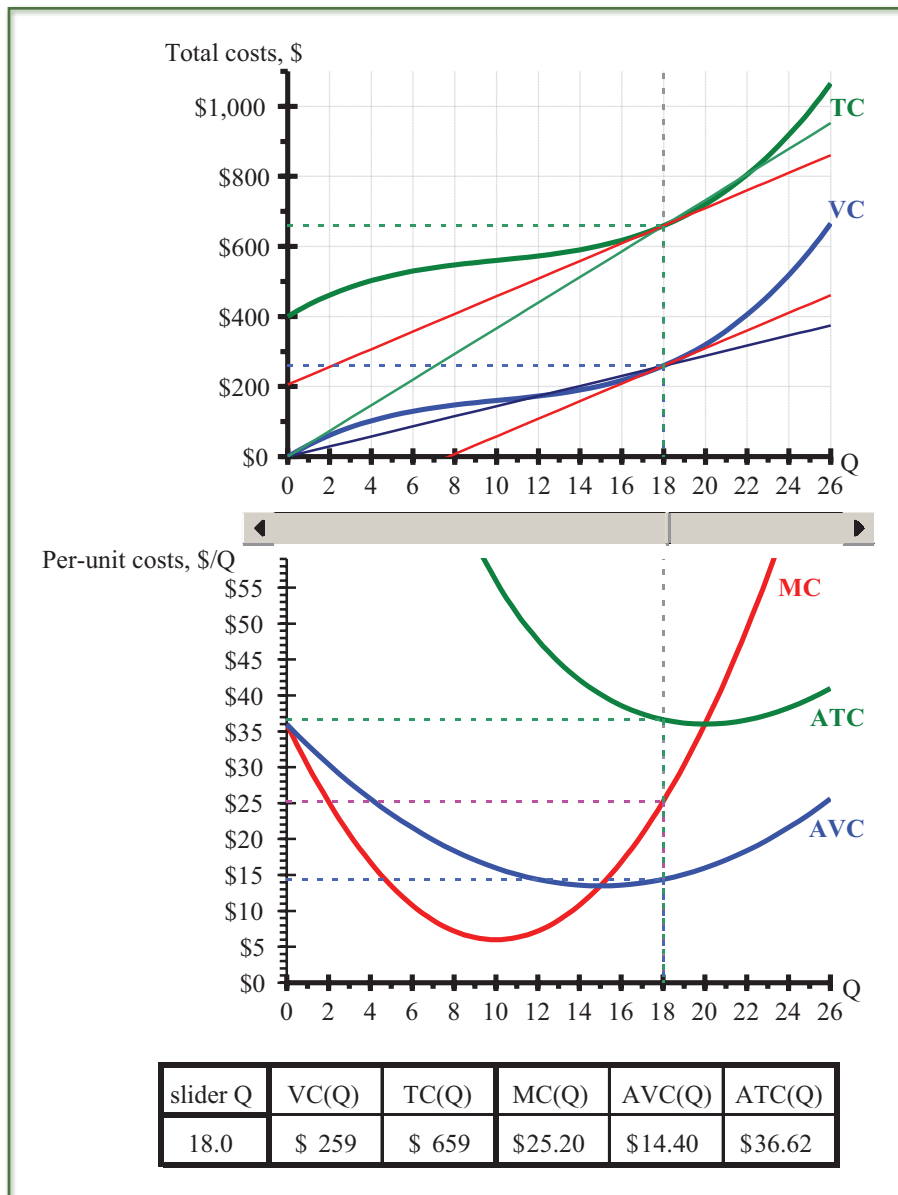 Total costs, $
$1,000
TC
$800
VC
$600
$400
$200
$0
Q
0 2 4 6 8 10 12 14 16 18 20 22 24 26
Per-unit costs, $/Q
$55
MC
$50
$45
$40
ATC
$35
$30
$25
$20
AVC
$15
$10
$5
$0
Q
0 2 4 6 8 10 12 14 16 18 20 22 24 26
slider Q VC(Q) TC(Q) MC(Q) AVC(Q) ATC(Q)
18.0 $ 259 $ 659 $25.20 $14.40 $36.62